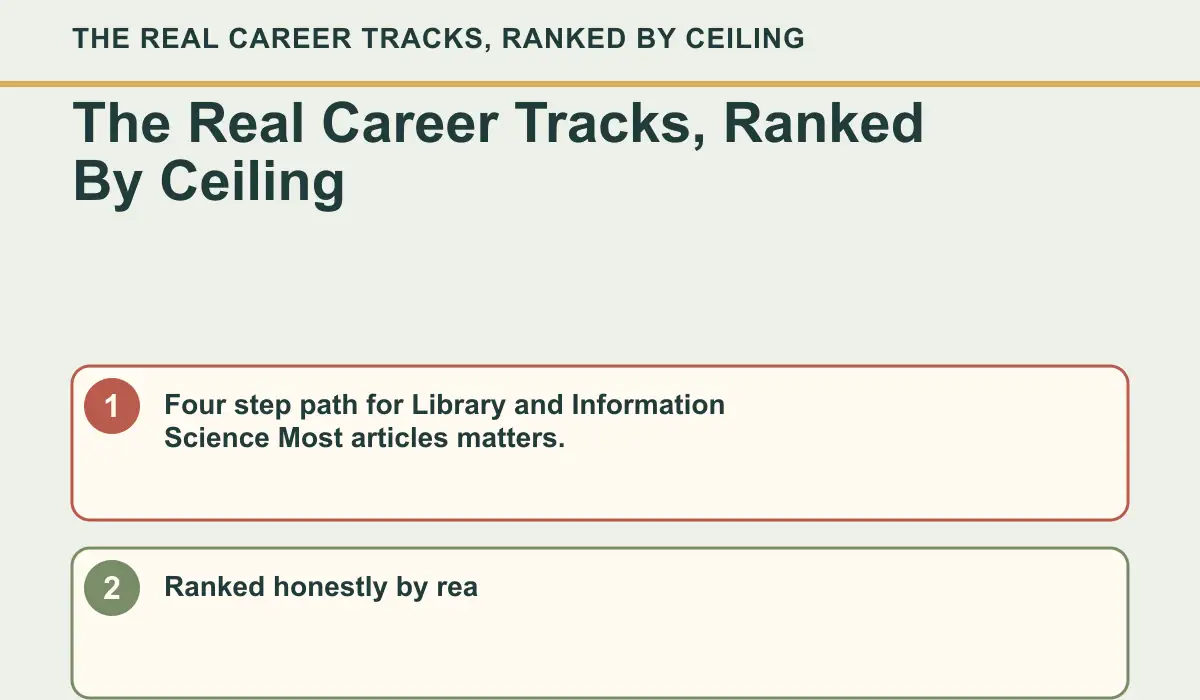 THE REAL CAREER TRACKS, RANKED BY CEILING
The Real Career Tracks, Ranked
By Ceiling
1
Four step path for Library and Information
Science Most articles matters.
2
Ranked honestly by rea